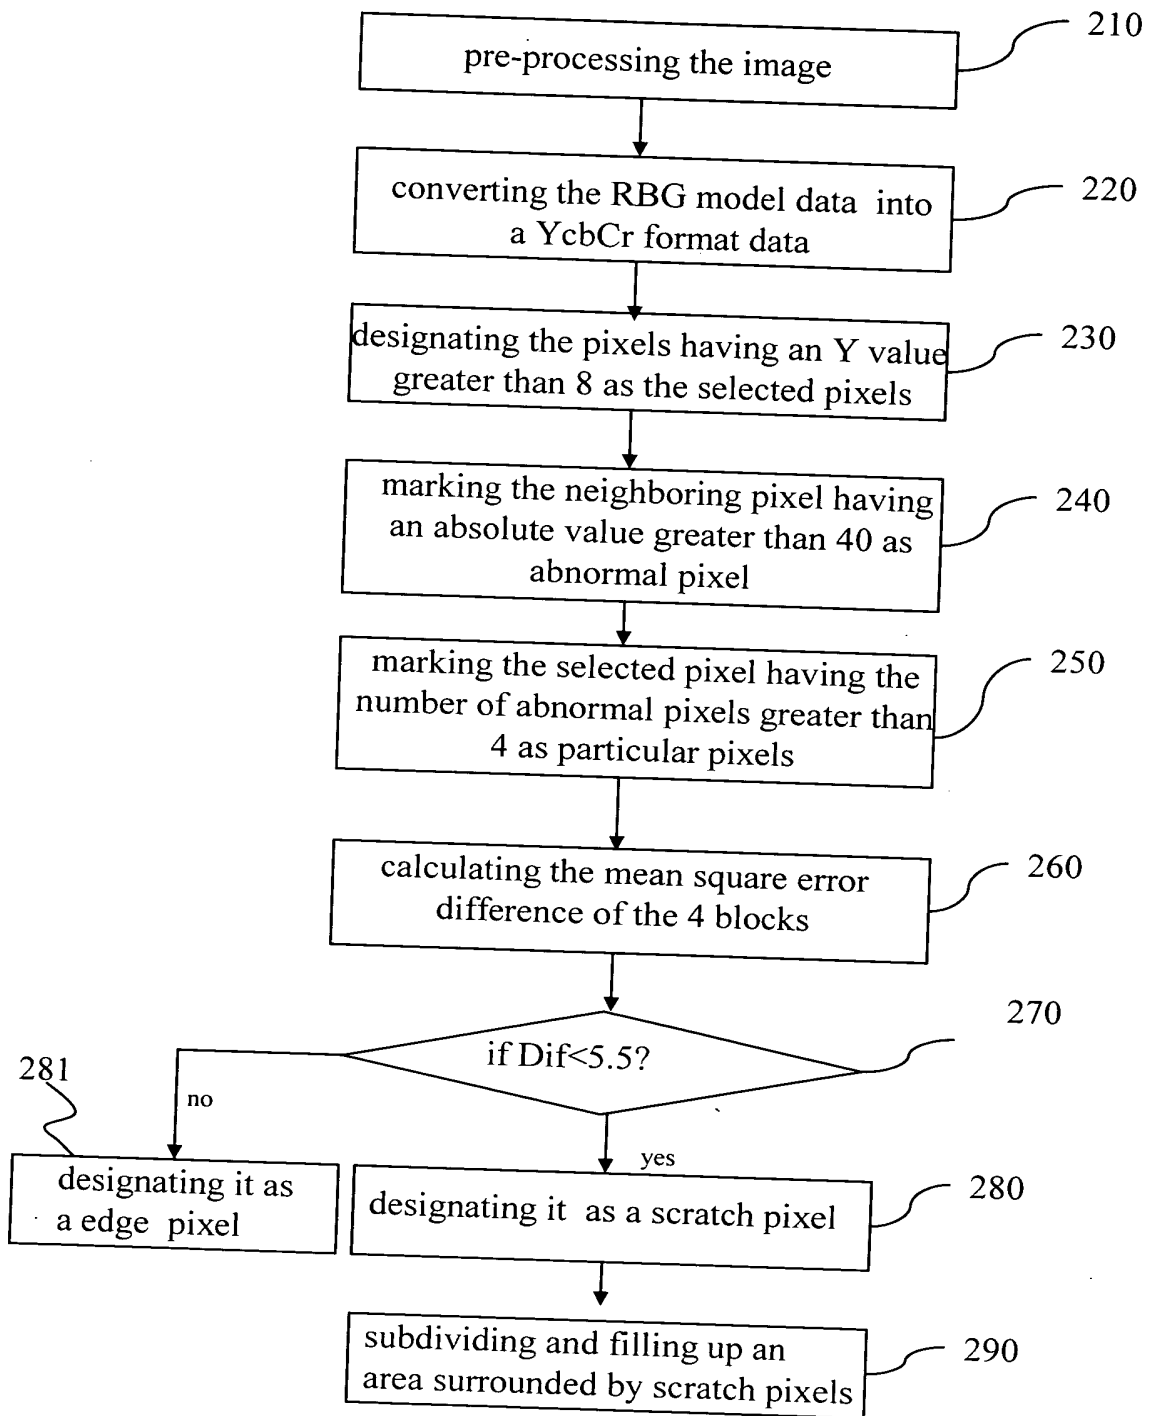 pre-processing the image
210
converting the RBG model data into
a YcbCr format data
220
designating the pixels having an Y value
greater than 8 as the selected pixels
230
marking the neighboring pixel having
an absolute value greater than 40 as
abnormal pixel
240
marking the selected pixel having the
number of abnormal pixels greater than
4 as particular pixels
250
calculating the mean square error
difference of the 4 blocks
260
if Dif<5.5?
270
281
no
yes
designating it as
a edge pixel
designating it as a scratch pixel
280
subdividing and filling up an
area surrounded by scratch pixels
290